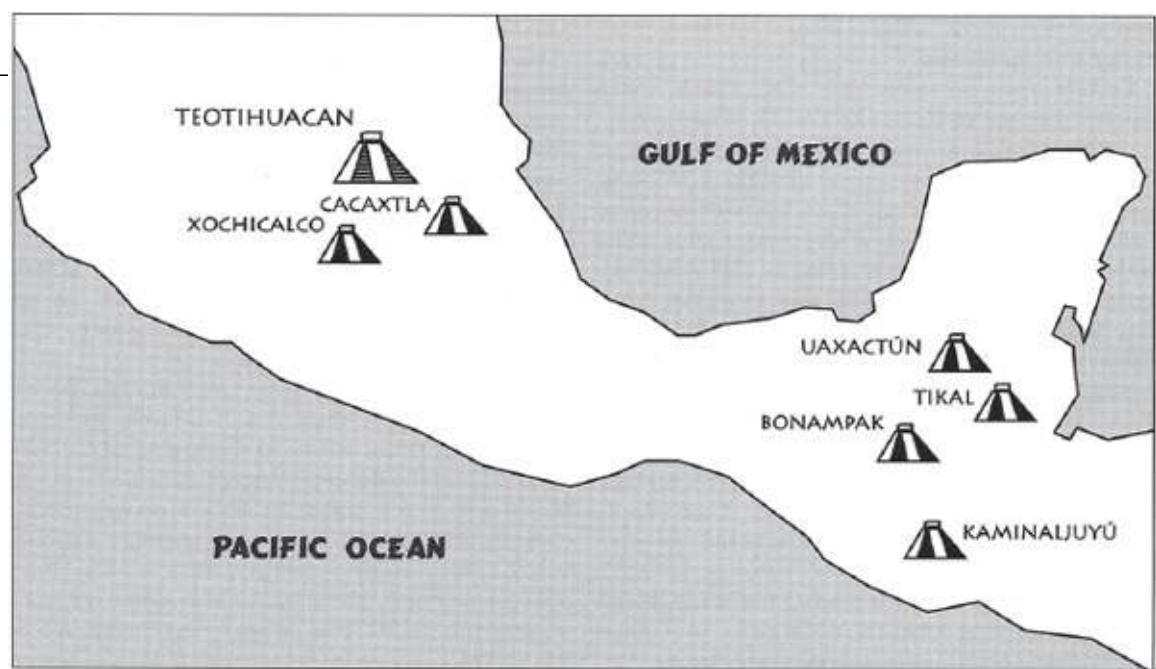 TEOTIHUACAN
GULF OF MEXICO
CACAXTLA
XOCHICALCO
UAXACTÚN
TIKAL
BONAMPAK
KAMINALJUYÚ
PACIFIC OCEAN